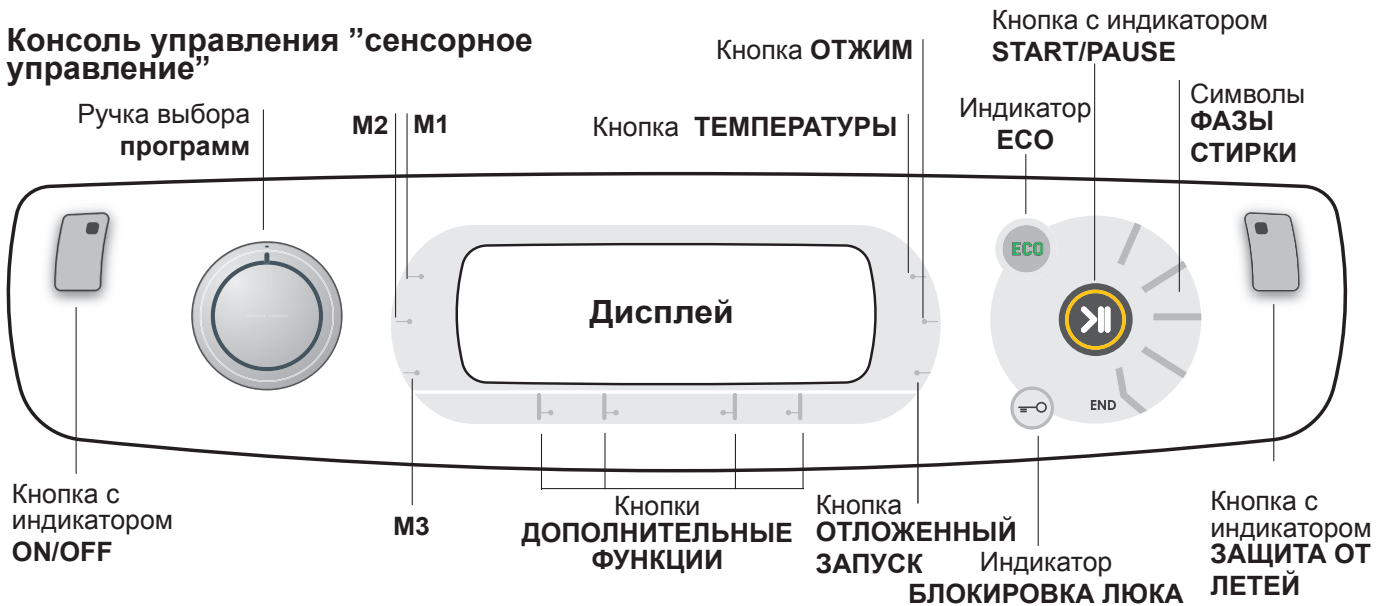 Консоль управления ”сенсорное
управление”
Кнопка с индикатором
START/PAUSE
Кнопка ОТЖИМ
Ручка выбора
программ
M2
M1
Кнопка ТЕМПЕРАТУРЫ
Индикатор
ECO
Символы
ФАЗЫ
СТИРКИ
ECO
Дисплей
END
Кнопка с
индикатором
ON/OFF
M3
Кнопки
ДОПОЛНИТЕЛЬНЫЕ
ФУНКЦИИ
Кнопка
ОТЛОЖЕННЫЙ
ЗАПУСК
Индикатор
БЛОКИРОВКА ЛЮКА
Кнопка с
индикатором
ЗАЩИТА ОТ
ЛЕТЕЙ